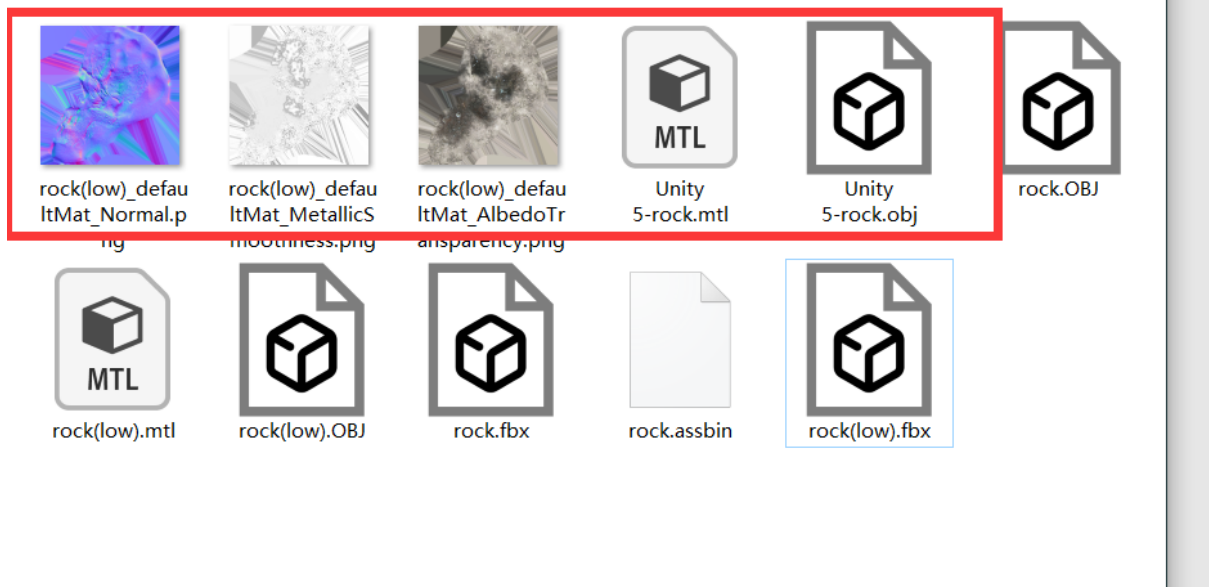 MTL
rock(low)_defau
ltMat_Normal.p
ng
rock(low)_defau
ltMat_MetallicS
moothness.png
rock(low)_defau
ltMat_AlbedoTr
ansparency.png
Unity
5-rock.mtl
Unity
5-rock.obj
rock.OBJ
MTL
rock(low).mtl
rock(low).OBJ
rock.fbx
rock.assbin
rock(low).fbx